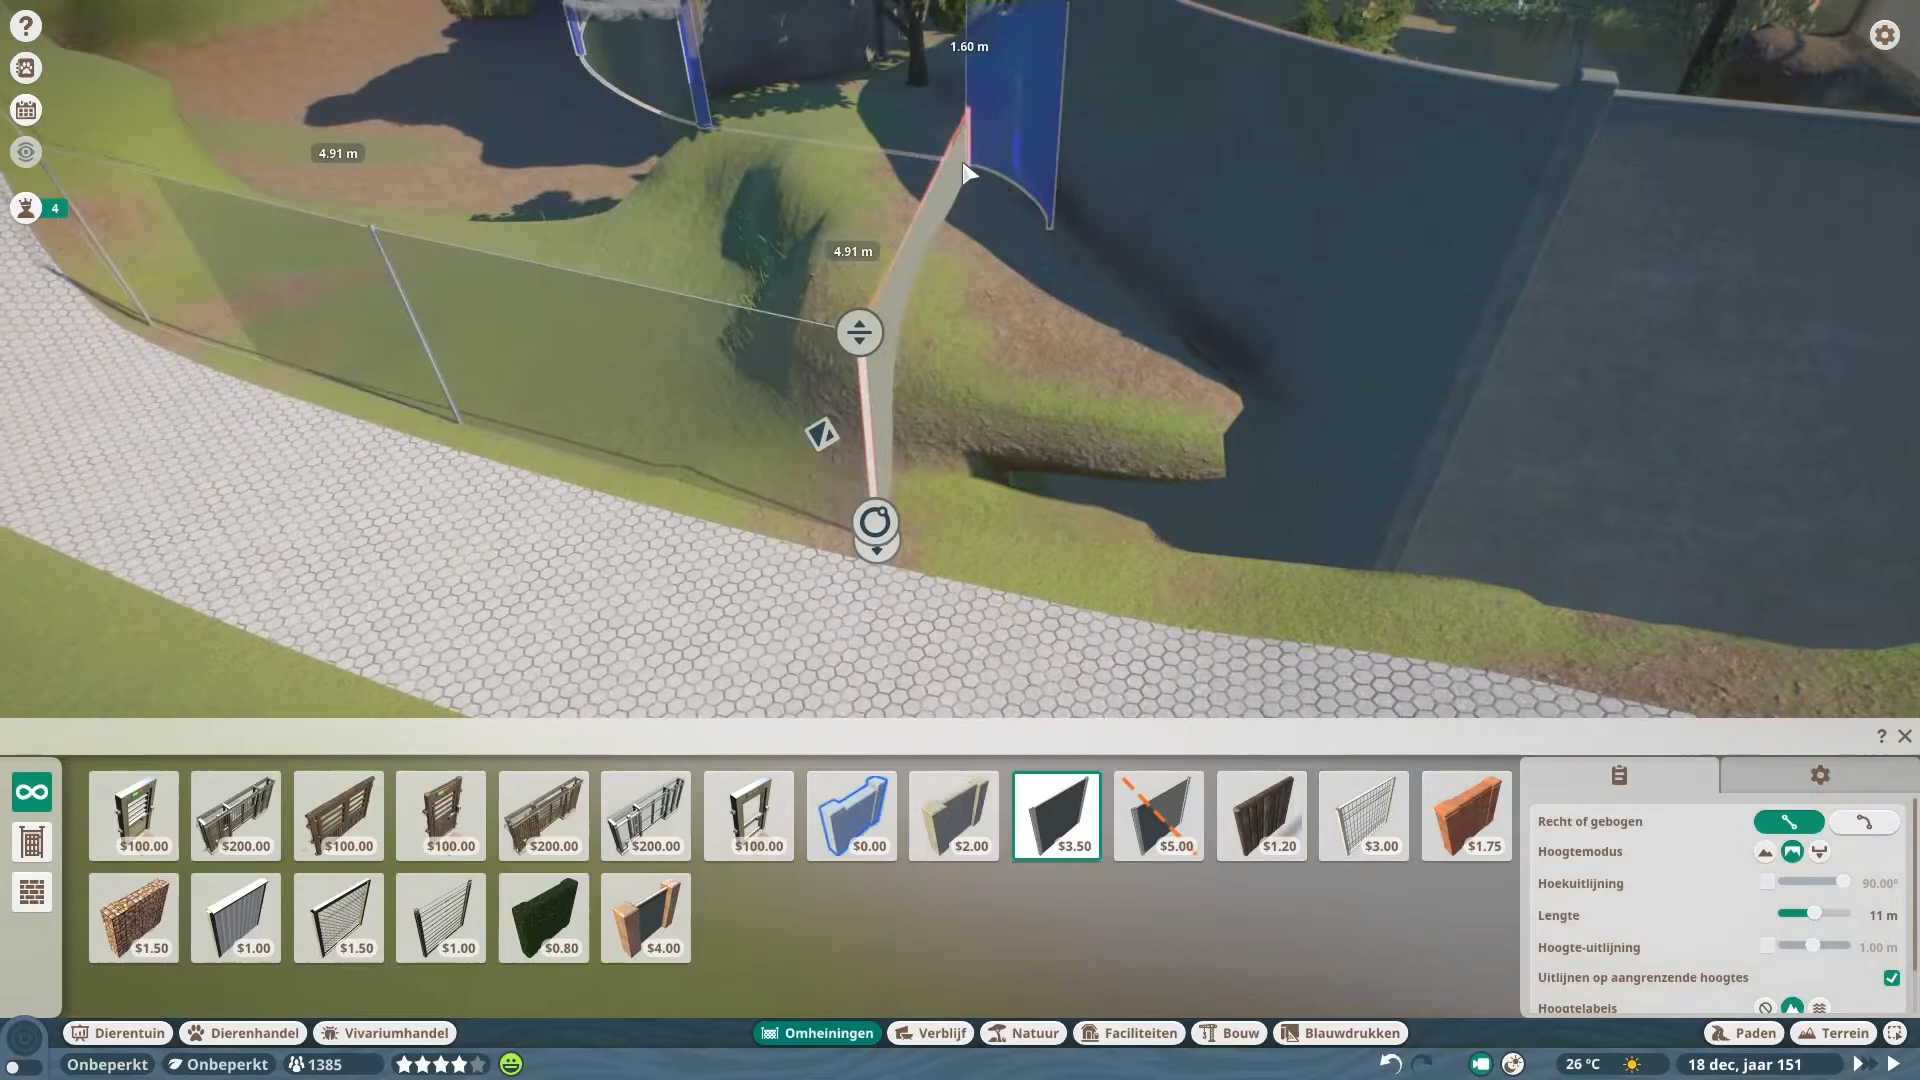 ?
1.60 m
4.91 m
4
4.91 m
?
$100.00
$200.00
$100.00
$100.00
$200.00
$200.00
$100.00
$0.00
$2.00
$3.50
$5.00
$1.20
$3.00
$1.75
$1.50
$1.00
$1.50
$1.00
$0.80
$4.00
Recht of gebogen
Hoogtemodus
Hoekuitlijning 90.00°
Lengte 11 m
Hoogte-uitlijning 1.00 m
Uitlijnen op aangrenzende hoogtes
Hoogtelabels
Dierentuin Dierenhandel Vivariumhandel Omheiningen Verblijf Natuur Faciliteiten Bouw Blauwdrukken Paden Terrein
Onbeperkt Onbeperkt 1385 26 °C 18 dec, jaar 151